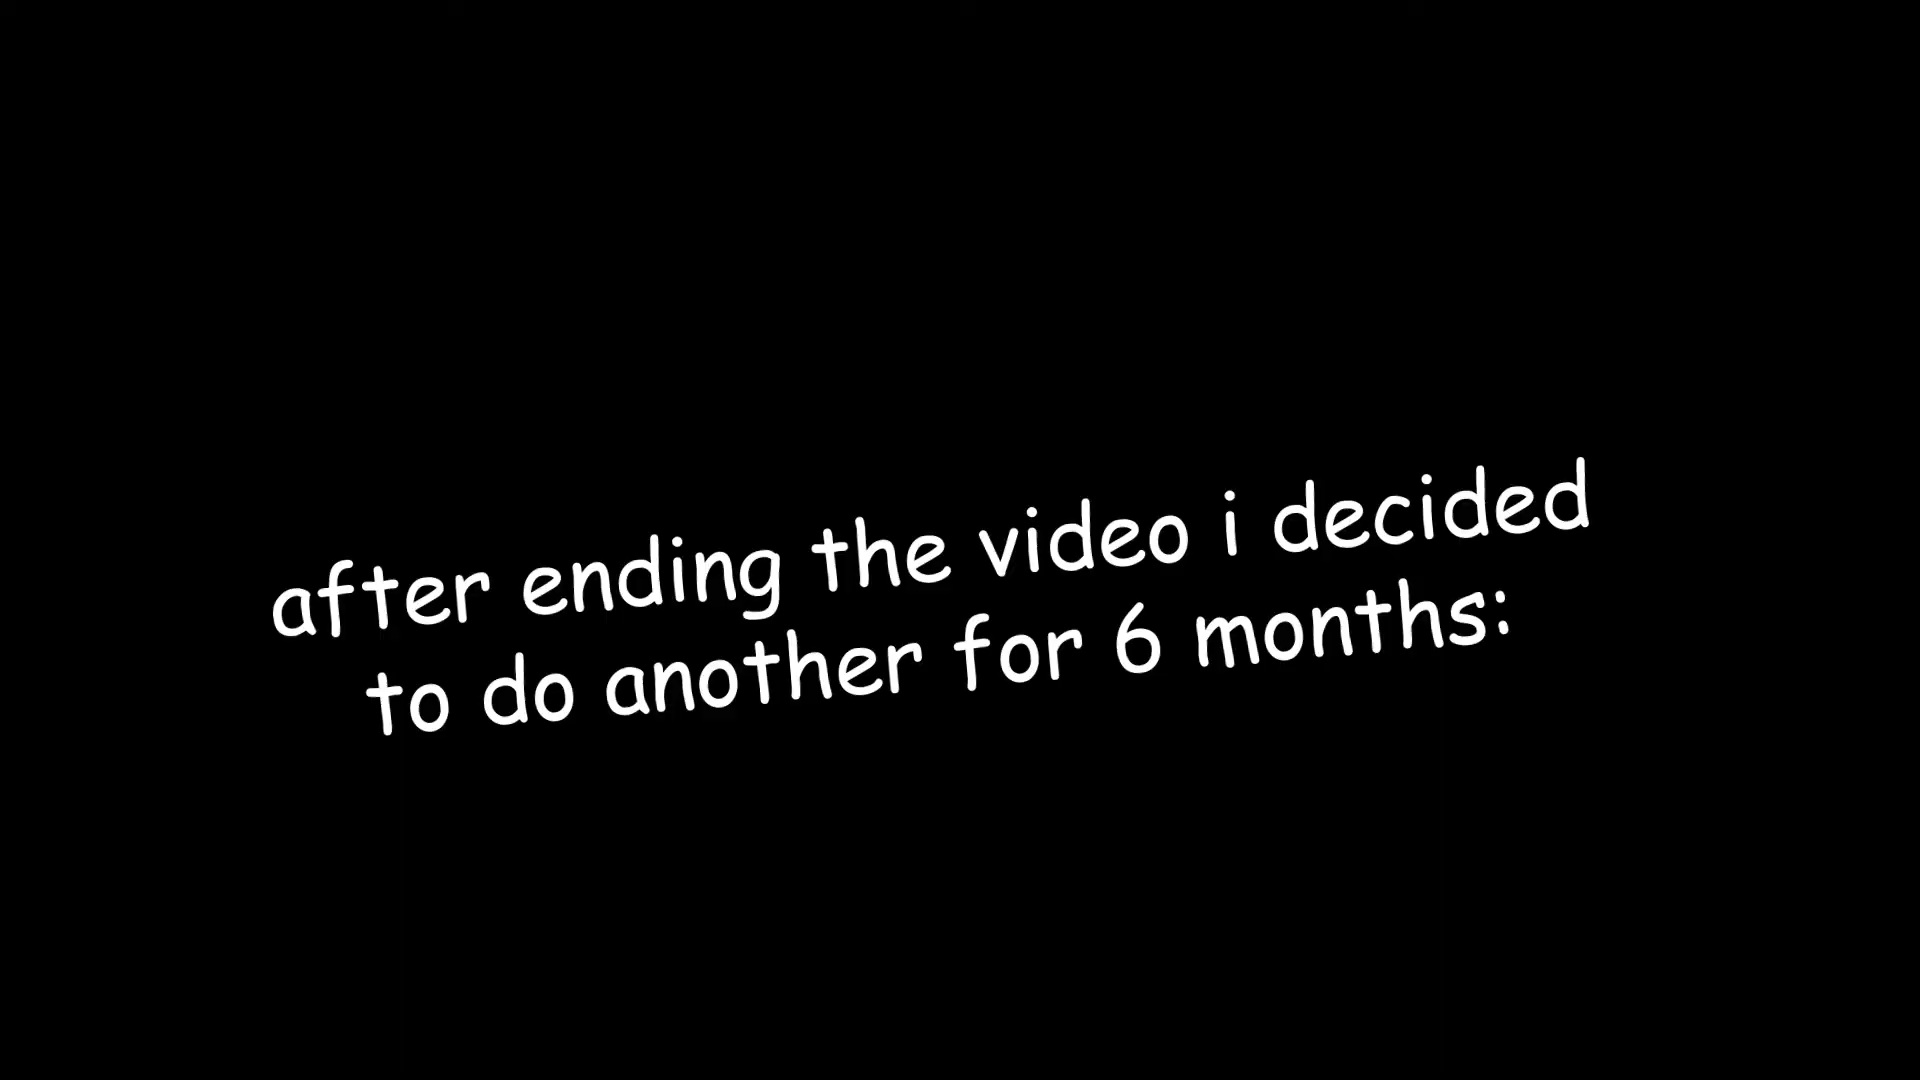 after ending the video i decided
to do another for 6 months: